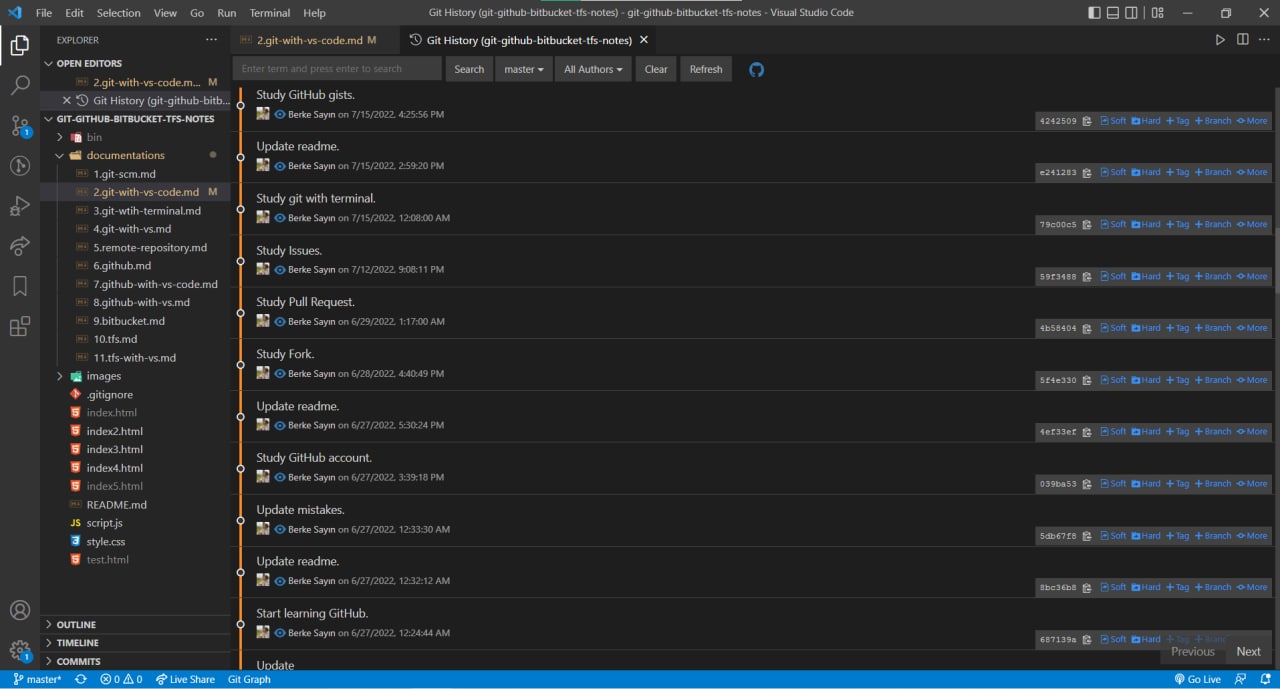 File Edit Selection View Go Run Terminal Help
Git History (git-github-bitbucket-tfs-notes) - git-github-bitbucket-tfs-notes - Visual Studio Code
EXPLORER
OPEN EDITORS
2.git-with-vs-code.m... M
Git History (git-github-bitb...
GIT-GITHUB-BITBUCKET-TFS-NOTES
bin
documentations
1.git-scm.md
2.git-with-vs-code.md M
3.git-wtih-terminal.md
4.git-with-vs.md
5.remote-repository.md
6.github.md
7.github-with-vs-code.md
8.github-with-vs.md
9.bitbucket.md
10.tfs.md
11.tfs-with-vs.md
images
.gitignore
index.html
index2.html
index3.html
index4.html
index5.html
README.md
JS script.js
style.css
test.html
OUTLINE
TIMELINE
COMMITS
2.git-with-vs-code.md M
Git History (git-github-bitbucket-tfs-notes)
Enter term and press enter to search Search master All Authors Clear Refresh
Study GitHub gists.
Berke Sayın on 7/15/2022, 4:25:56 PM
4242509 Soft Hard + Tag + Branch More
Update readme.
Berke Sayın on 7/15/2022, 2:59:20 PM
e241283 Soft Hard + Tag + Branch More
Study git with terminal.
Berke Sayın on 7/15/2022, 12:08:00 AM
79c00c5 Soft Hard + Tag + Branch More
Study Issues.
Berke Sayın on 7/12/2022, 9:08:11 PM
59f3488 Soft Hard + Tag + Branch More
Study Pull Request.
Berke Sayın on 6/29/2022, 1:17:00 AM
4b58404 Soft Hard + Tag + Branch More
Study Fork.
Berke Sayın on 6/28/2022, 4:40:49 PM
5f4e330 Soft Hard + Tag + Branch More
Update readme.
Berke Sayın on 6/27/2022, 5:30:24 PM
4ef33ef Soft Hard + Tag + Branch More
Study GitHub account.
Berke Sayın on 6/27/2022, 3:39:18 PM
039ba53 Soft Hard + Tag + Branch More
Update mistakes.
Berke Sayın on 6/27/2022, 12:33:30 AM
5db67f8 Soft Hard + Tag + Branch More
Update readme.
Berke Sayın on 6/27/2022, 12:32:12 AM
8bc36b8 Soft Hard + Tag + Branch More
Start learning GitHub.
Berke Sayın on 6/27/2022, 12:24:44 AM
687139a Soft Hard + Tag + Branch More
Update
Previous Next
1
1
master* 0 0 Live Share Git Graph
Go Live